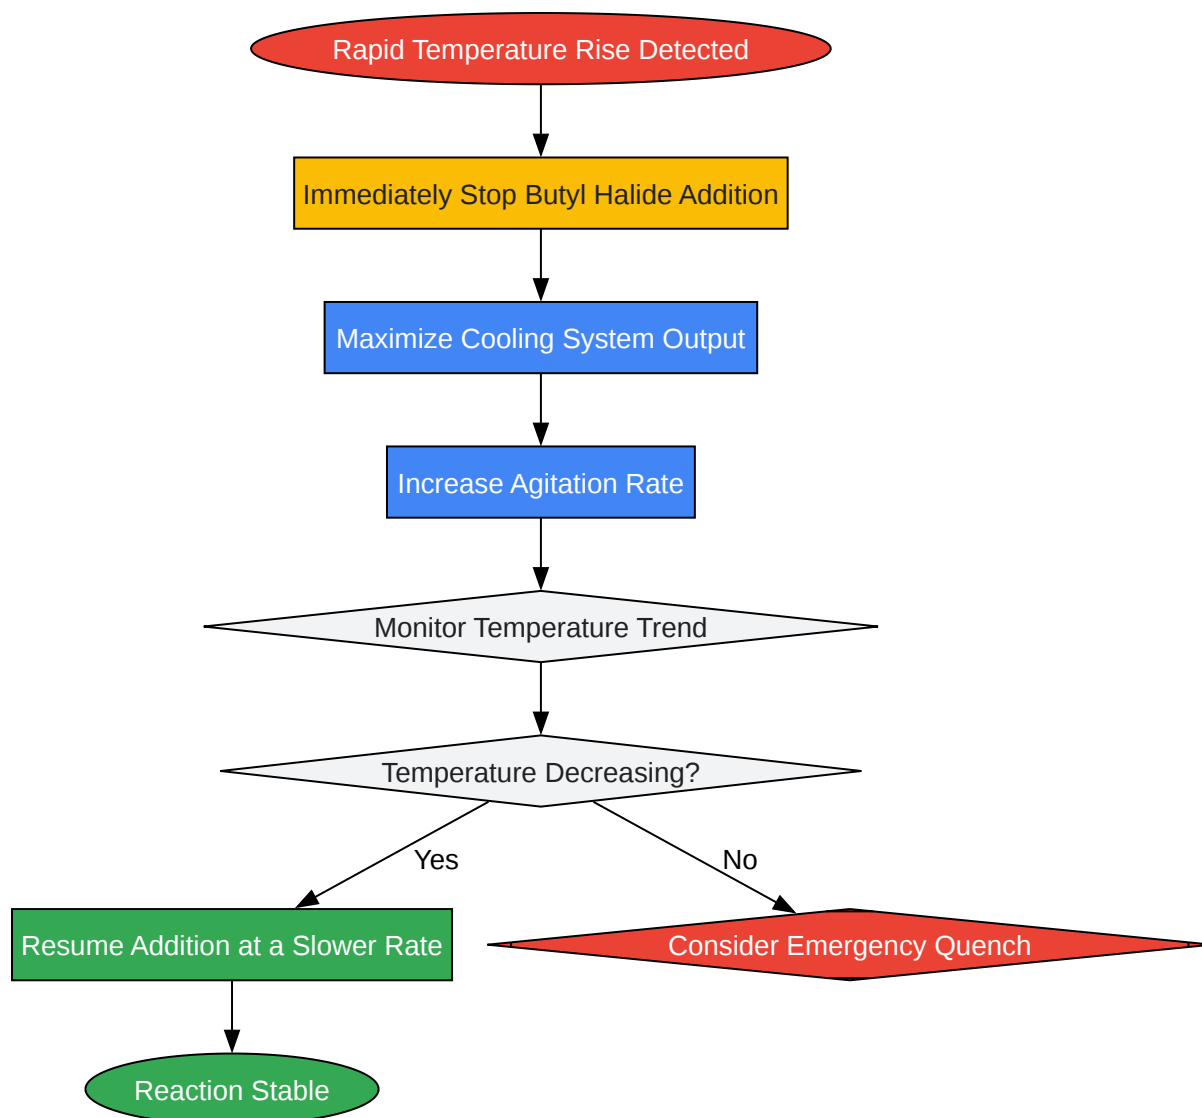 Rapid Temperature Rise Detected
Immediately Stop Butyl Halide Addition
Maximize Cooling System Output
Increase Agitation Rate
Monitor Temperature Trend
Temperature Decreasing?
Yes
No
Resume Addition at a Slower Rate
Consider Emergency Quench
Reaction Stable